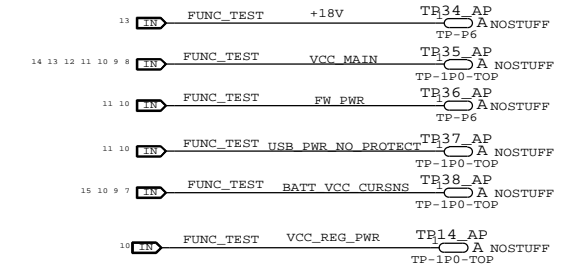 13 IN FUNC_TEST +18V TP34_AP 1 A NOSTUFF
TP-P6
14 13 12 11 10 9 8 IN FUNC_TEST VCC_MAIN TP35_AP 1 A NOSTUFF
TP-1P0-TOP
11 10 IN FUNC_TEST FW_PWR TP36_AP 1 A NOSTUFF
TP-P6
11 10 IN FUNC_TEST USB_PWR_NO_PROTECT TP37_AP 1 A NOSTUFF
TP-1P0-TOP
15 10 9 7 IN FUNC_TEST BATT_VCC_CURSNS TP38_AP 1 A NOSTUFF
TP-1P0-TOP
10 IN FUNC_TEST VCC_REG_PWR TP14_AP 1 A NOSTUFF
TP-1P0-TOP